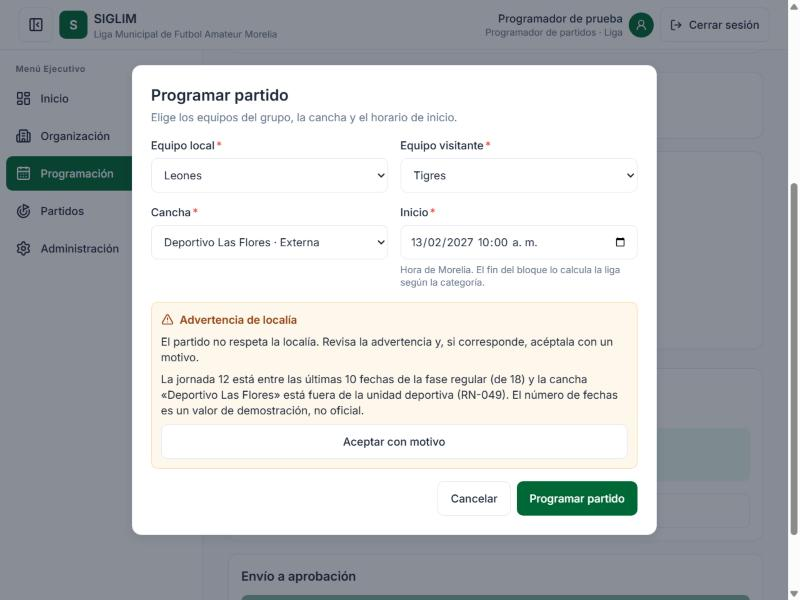 S
SIGLIM
Liga Municipal de Futbol Amateur Morelia
Programador de prueba
Programador de partidos · Liga
Cerrar sesión
Menú Ejecutivo
Inicio
Organización
Programación
Partidos
Administración
Programar partido
Elige los equipos del grupo, la cancha y el horario de inicio.
Equipo local *
Equipo visitante *
Leones
Tigres
Cancha *
Inicio *
Deportivo Las Flores · Externa
13/02/2027 10:00 a. m.
Hora de Morelia. El fin del bloque lo calcula la liga
según la categoría.
Advertencia de localía
El partido no respeta la localía. Revisa la advertencia y, si corresponde, acéptala con un
motivo.
La jornada 12 está entre las últimas 10 fechas de la fase regular (de 18) y la cancha
«Deportivo Las Flores» está fuera de la unidad deportiva (RN-049). El número de fechas
es un valor de demostración, no oficial.
Aceptar con motivo
Cancelar
Programar partido
Envío a aprobación